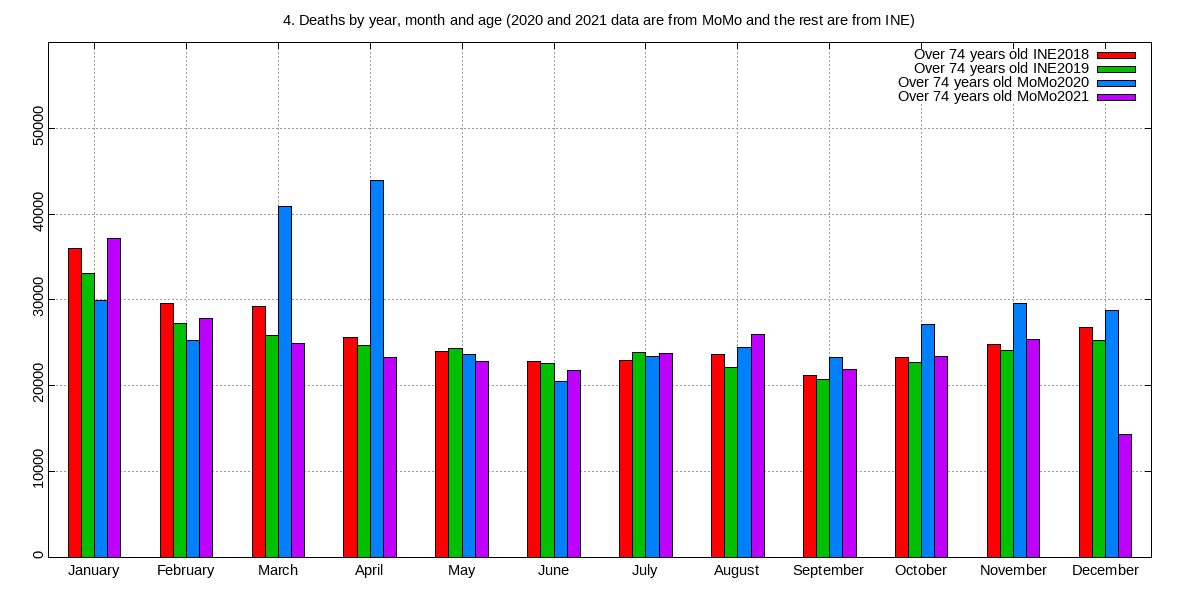 4. Deaths by year, month and age (2020 and 2021 data are from MoMo and the rest are from INE)
Over 74 years old INE2018
Over 74 years old INE2019
Over 74 years old MoMo2020
Over 74 years old MoMo2021
50000
40000
30000
20000
10000
0
January February March April May June July August September October November December